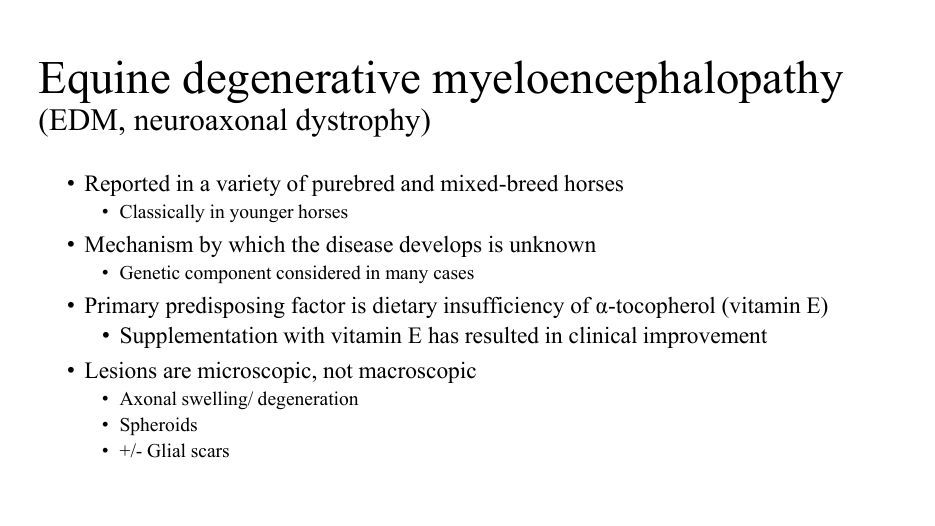 Equine degenerative myeloencephalopathy
(EDM, neuroaxonal dystrophy)
• Reported in a variety of purebred and mixed-breed horses
• Classically in younger horses
• Mechanism by which the disease develops is unknown
• Genetic component considered in many cases
• Primary predisposing factor is dietary insufficiency of α-tocopherol (vitamin E)
• Supplementation with vitamin E has resulted in clinical improvement
• Lesions are microscopic, not macroscopic
• Axonal swelling/ degeneration
• Spheroids
• +/- Glial scars